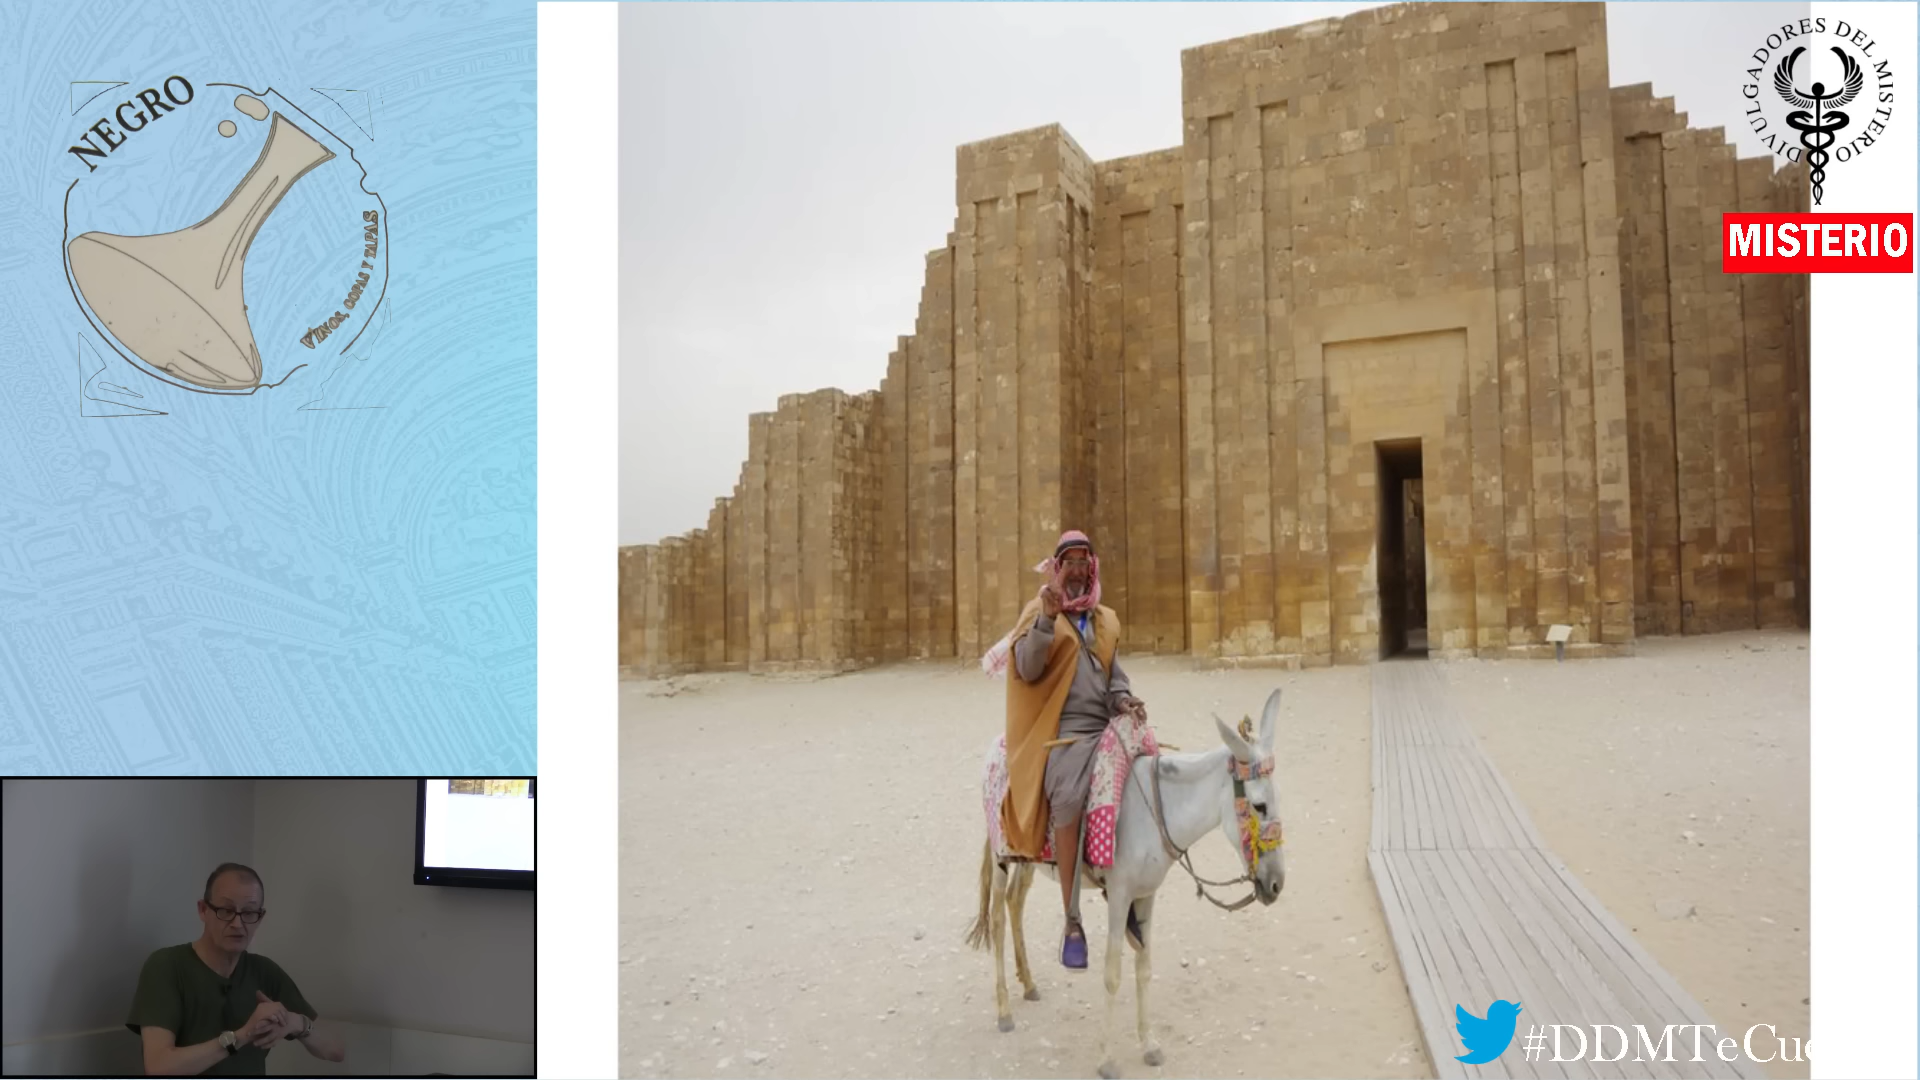 NEGRO
VINOS, COPAS Y TAPAS
DIVULGADORES DEL MISTERIO
MISTERIO
#DDMTeCu